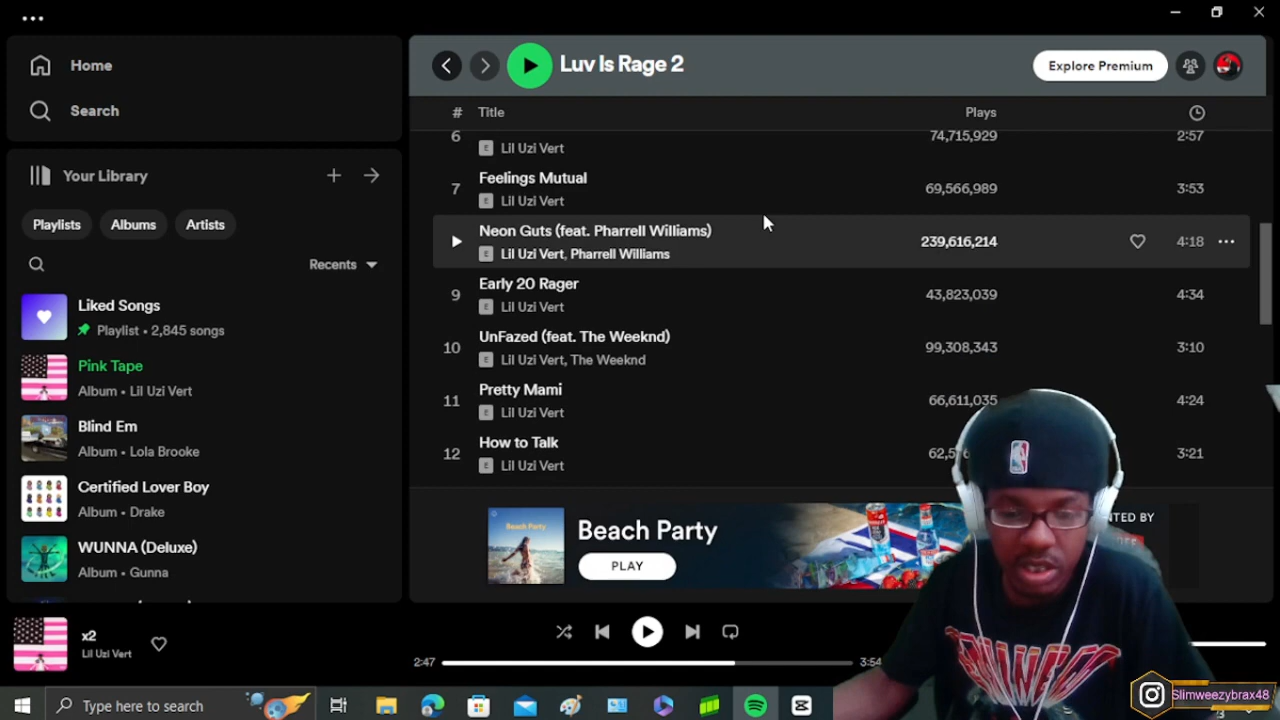 Home
Search
Your Library
Playlists
Albums
Artists
Recents
Liked Songs
Playlist • 2,845 songs
Pink Tape
Album • Lil Uzi Vert
Blind Em
Album • Lola Brooke
Certified Lover Boy
Album • Drake
WUNNA (Deluxe)
Album • Gunna
Luv Is Rage 2
Explore Premium
# Title Plays
6 74,715,929 2:57
E Lil Uzi Vert
Feelings Mutual
7 69,566,989 3:53
E Lil Uzi Vert
Neon Guts (feat. Pharrell Williams)
239,616,214 4:18
E Lil Uzi Vert, Pharrell Williams
Early 20 Rager
9 43,823,039 4:34
E Lil Uzi Vert
UnFazed (feat. The Weeknd)
10 99,308,343 3:10
E Lil Uzi Vert, The Weeknd
Pretty Mami
11 66,611,035 4:24
E Lil Uzi Vert
How to Talk
12 3:21
E Lil Uzi Vert
Beach Party
Beach Party
PLAY
x2
Lil Uzi Vert
2:47 3:54
Type here to search
Slimweezybrax48